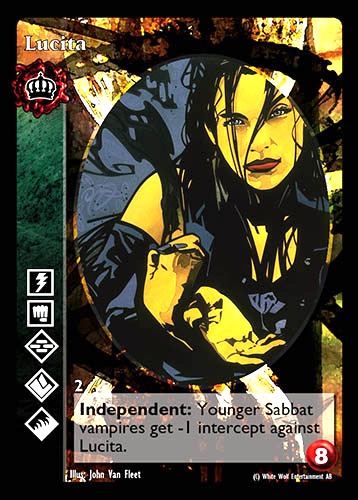 Lucita
2
Independent: Younger Sabbat
vampires get -1 intercept against
Lucita.
8
Illus: John Van Fleet
(C) White Wolf Entertainment AB